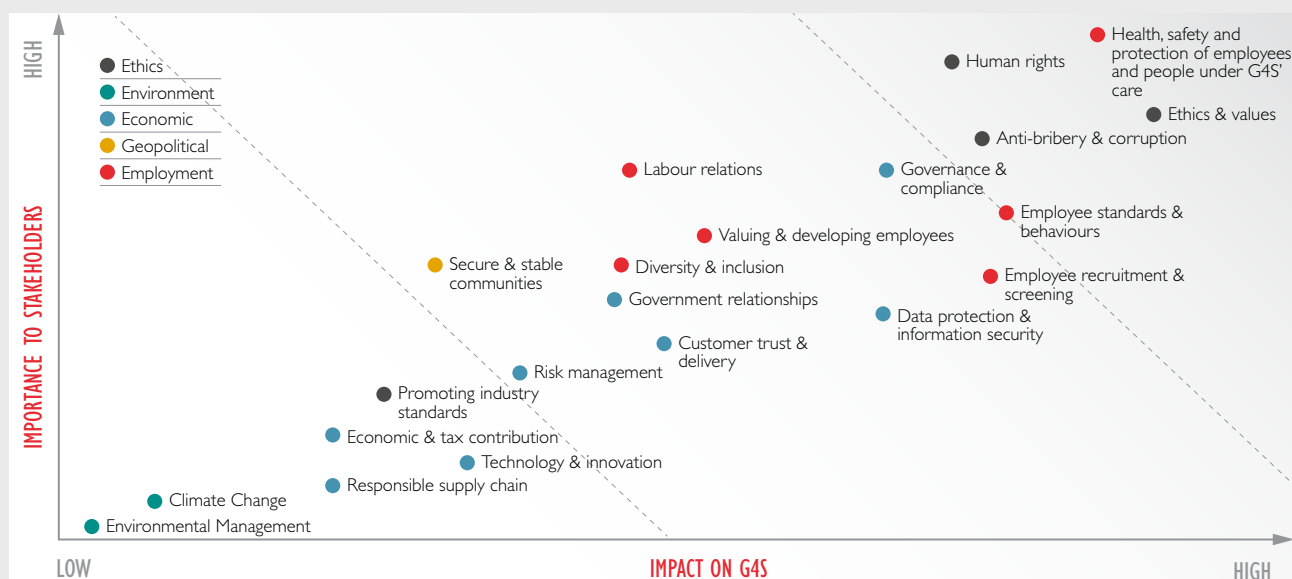 HIGH
Ethics
Environment
Economic
Geopolitical
Employment
Health, safety and
protection of employees
and people under G4S'
care
Human rights
Ethics & values
Anti-bribery & corruption
Labour relations
Governance &
compliance
Employee standards &
behaviours
Valuing & developing employees
Secure & stable
communities
Diversity & inclusion
Employee recruitment &
screening
Government relationships
Data protection &
information security
Customer trust &
delivery
Risk management
Promoting industry
standards
Economic & tax contribution
Technology & innovation
Responsible supply chain
Climate Change
Environmental Management
IMPORTANCE TO STAKEHOLDERS
LOW
IMPACT ON G4S
HIGH